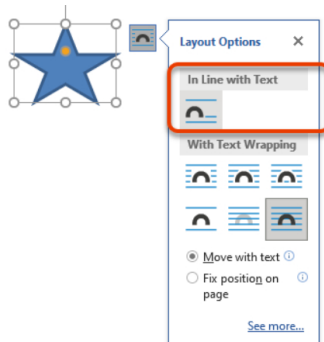 Layout Options
In Line with Text
With Text Wrapping
Move with text
Fix position on
page
See more...